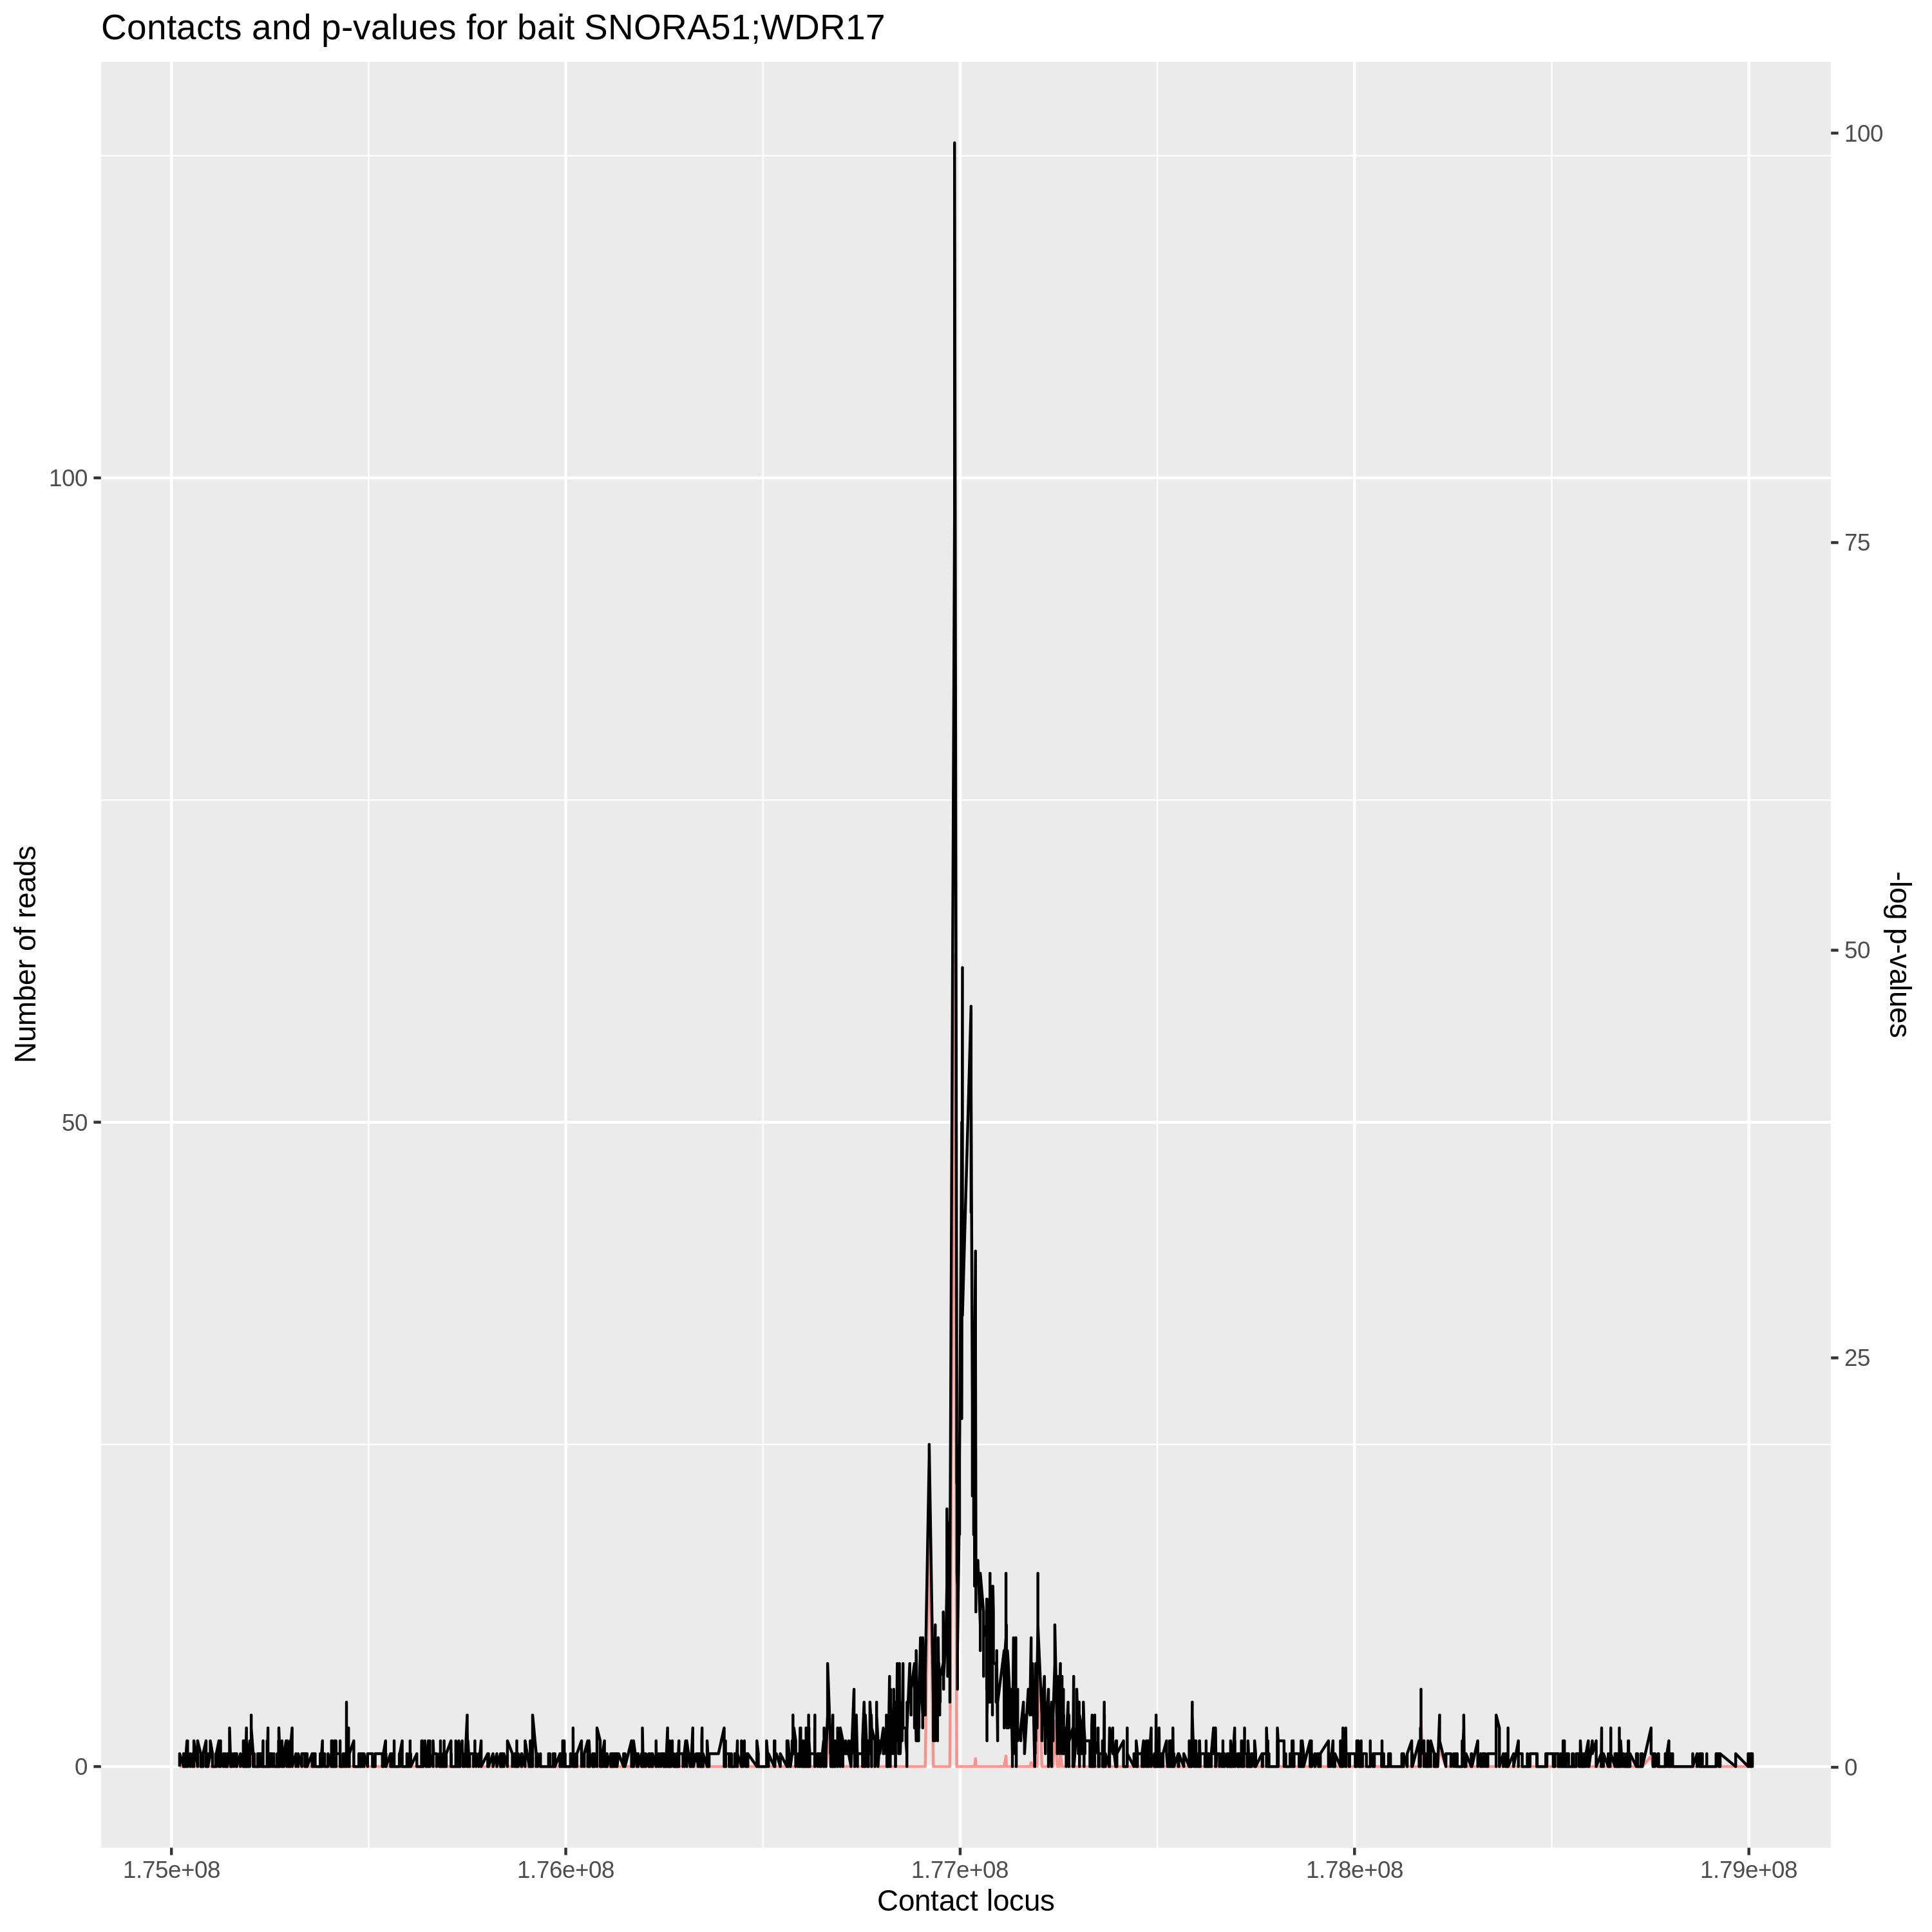 Contacts and p-values for bait SNORA51;WDR17
Number of reads
100
50
0
100
75
50
25
0
-log p-values
1.75e+08 1.76e+08 1.77e+08 1.78e+08 1.79e+08
Contact locus